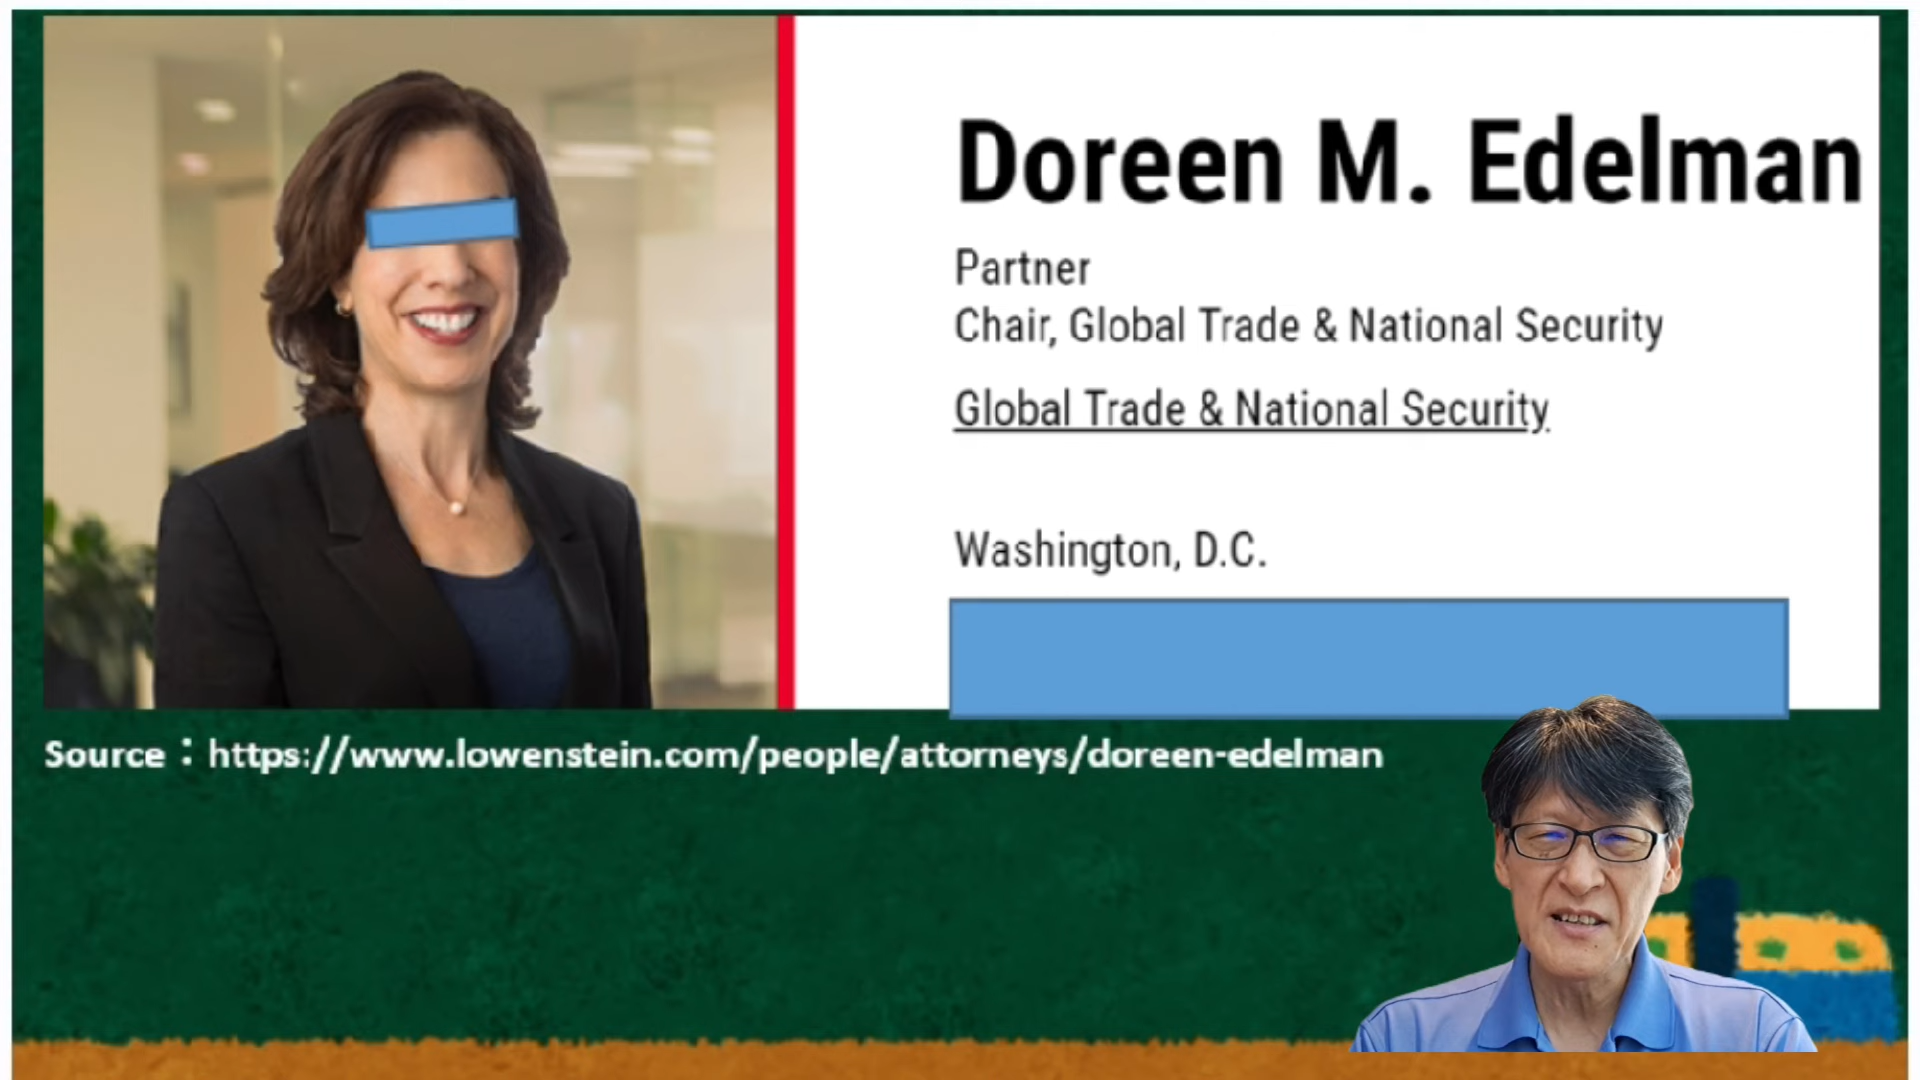 Doreen M. Edelman
Partner
Chair, Global Trade & National Security
Global Trade & National Security
Washington, D.C.
Source：https://www.lowenstein.com/people/attorneys/doreen-edelman